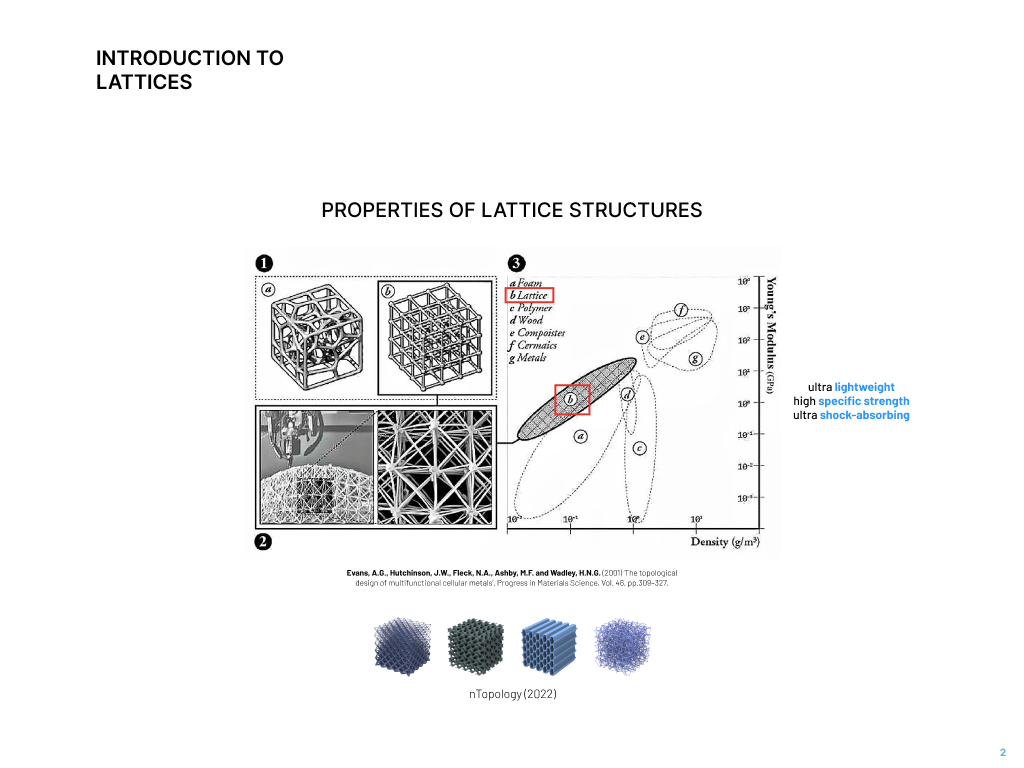 INTRODUCTION TO
LATTICES
PROPERTIES OF LATTICE STRUCTURES
1
a
b
2
3
a Foam
b Lattice
c Polymer
d Wood
e Compoistes
f Cermaics
g Metals
f
e
g
b
d
a
c
10³
10²
10¹
10⁰
10⁻¹
10⁻²
Young's Modulus (GPa)
10⁻¹
10⁰
10¹
Density (g/m³)
ultra lightweight
high specific strength
ultra shock-absorbing
Evans, A.G., Hutchinson, J.W., Fleck, N.A., Ashby, M.F. and Wadley, H.N.G. (2001) 'The topological
design of multifunctional cellular metals', Progress in Materials Science, Vol. 46, pp.309-327.
nTopology (2022)
2